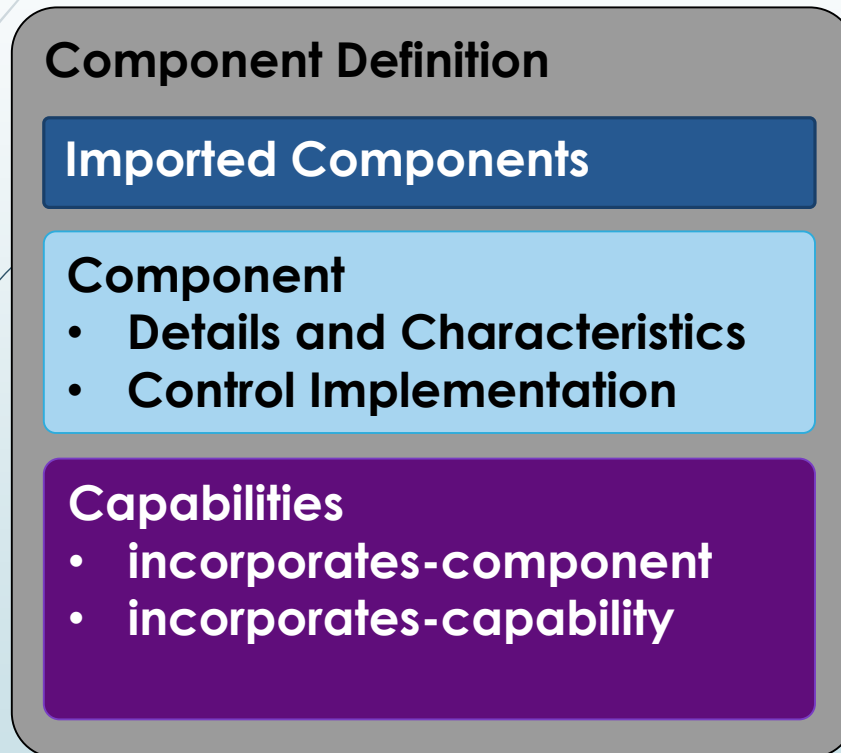 Component Definition
Imported Components
Component
• Details and Characteristics
• Control Implementation
Capabilities
• incorporates-component
• incorporates-capability